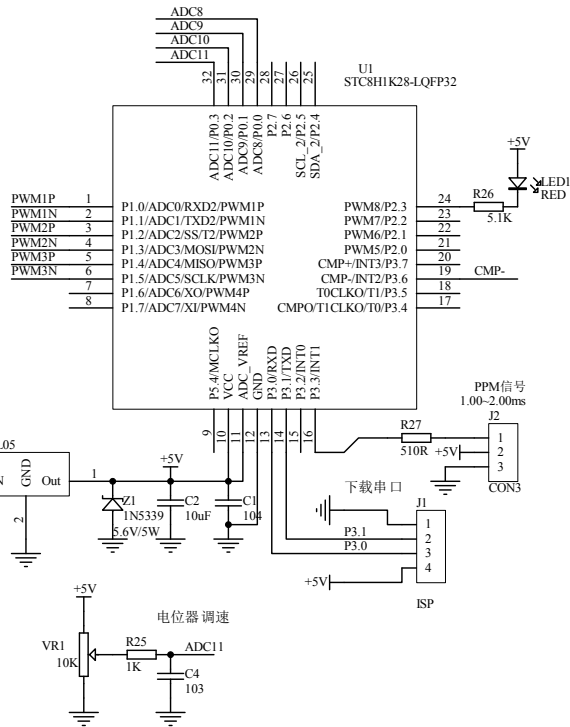 ADC8
ADC9
ADC10
ADC11
U1
STC8H1K28-LQFP32
32
31
30
29
28
27
26
25
ADC11/P0.3
ADC10/P0.2
ADC9/P0.1
ADC8/P0.0
P2.7
P2.6
SCL_2/P2.5
SDA_2/P2.4
+5V
LED1
RED
R26
5.1K
PWM1P 1 P1.0/ADC0/RXD2/PWM1P
PWM1N 2 P1.1/ADC1/TXD2/PWM1N
PWM2P 3 P1.2/ADC2/SS/T2/PWM2P
PWM2N 4 P1.3/ADC3/MOSI/PWM2N
PWM3P 5 P1.4/ADC4/MISO/PWM3P
PWM3N 6 P1.5/ADC5/SCLK/PWM3N
7 P1.6/ADC6/XO/PWM4P
8 P1.7/ADC7/XI/PWM4N
PWM8/P2.3 24
PWM7/P2.2 23
PWM6/P2.1 22
PWM5/P2.0 21
CMP+/INT3/P3.7 20
CMP-/INT2/P3.6 19 CMP-
T0CLKO/T1/P3.5 18
CMPO/T1CLKO/T0/P3.4 17
P5.4/MCLKO
VCC
ADC_VREF
GND
P3.0/RXD
P3.1/TXD
P3.2/INT0
P3.3/INT1
9
10
11
12
13
14
15
16
PPM信号
1.00~2.00ms
J2
R27
510R
+5V
1
2
3
CON3
L05
N GND Out 1
2
+5V
Z1
1N5339
5.6V/5W
C2
10uF
C1
104
下载串口
J1
P3.1
P3.0
+5V
1
2
3
4
ISP
+5V
电位器调速
VR1
10K
R25
1K
ADC11
C4
103